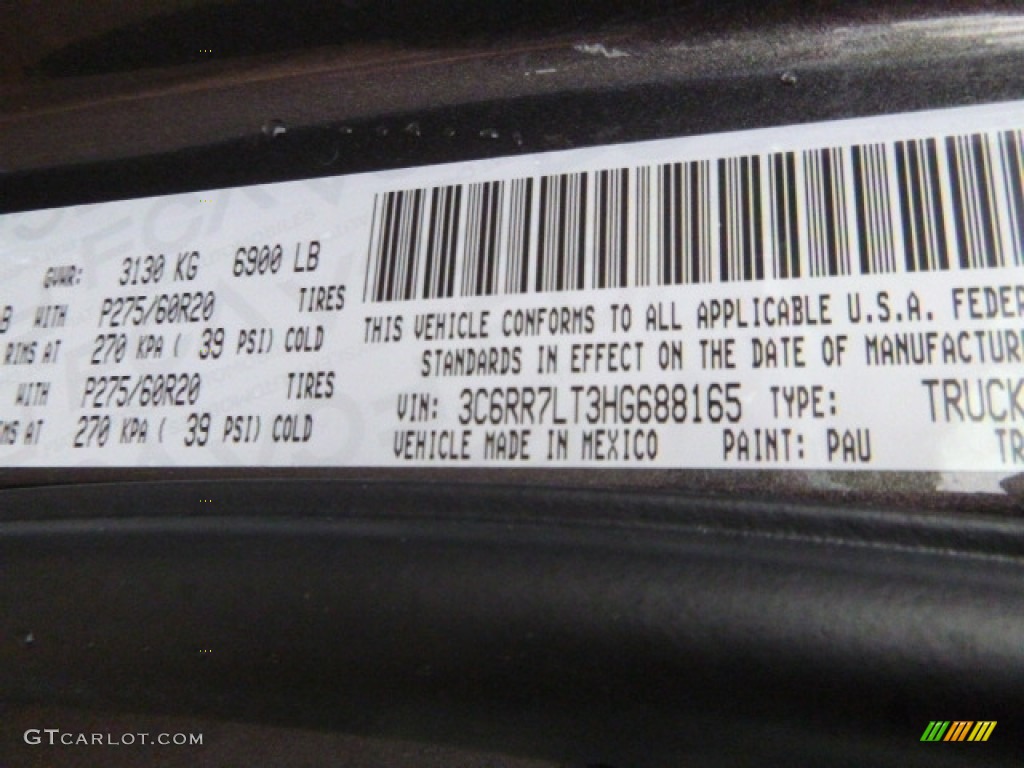 GVWR: 3130 KG 6900 LB
B WITH P275/60R20 TIRES
RIMS AT 270 KPA ( 39 PSI) COLD
WITH P275/60R20 TIRES
IMS AT 270 KPA ( 39 PSI) COLD
THIS VEHICLE CONFORMS TO ALL APPLICABLE U.S.A. FEDER
STANDARDS IN EFFECT ON THE DATE OF MANUFACTUR
VIN: 3C6RR7LT3HG688165 TYPE: TRUCK
VEHICLE MADE IN MEXICO PAINT: PAU TR
GTCARLOT.COM